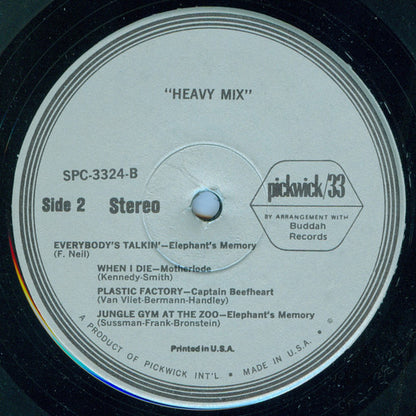 "HEAVY MIX"
SPC-3324-B
Side 2 Stereo
pickwick/33
BY ARRANGEMENT WITH
Buddah
Records
EVERYBODY'S TALKIN'—Elephant's Memory
(F. Neil)
WHEN I DIE—Motherlode
(Kennedy-Smith)
PLASTIC FACTORY—Captain Beefheart
(Van Vliet-Bermann-Handley)
JUNGLE GYM AT THE ZOO—Elephant's Memory
(Sussman-Frank-Bronstein)
Printed in U.S.A.
A PRODUCT OF PICKWICK INT'L. • MADE IN U.S.A. • ℗